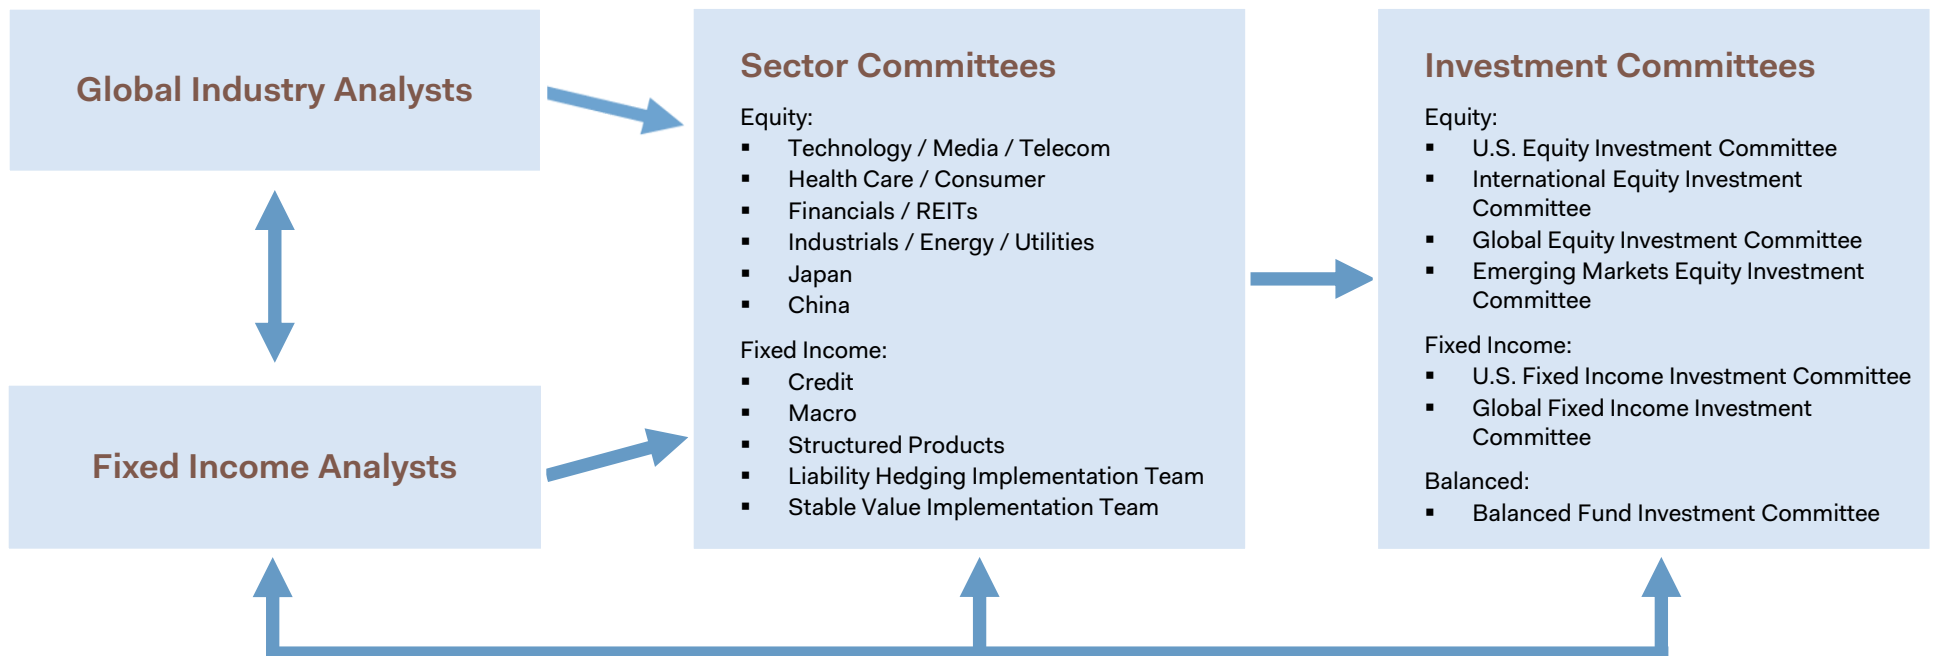 Global Industry Analysts
Fixed Income Analysts
Sector Committees
Equity:
▪ Technology / Media / Telecom
▪ Health Care / Consumer
▪ Financials / REITs
▪ Industrials / Energy / Utilities
▪ Japan
▪ China
Fixed Income:
▪ Credit
▪ Macro
▪ Structured Products
▪ Liability Hedging Implementation Team
▪ Stable Value Implementation Team
Investment Committees
Equity:
▪ U.S. Equity Investment Committee
▪ International Equity Investment
Committee
▪ Global Equity Investment Committee
▪ Emerging Markets Equity Investment
Committee
Fixed Income:
▪ U.S. Fixed Income Investment Committee
▪ Global Fixed Income Investment
Committee
Balanced:
▪ Balanced Fund Investment Committee